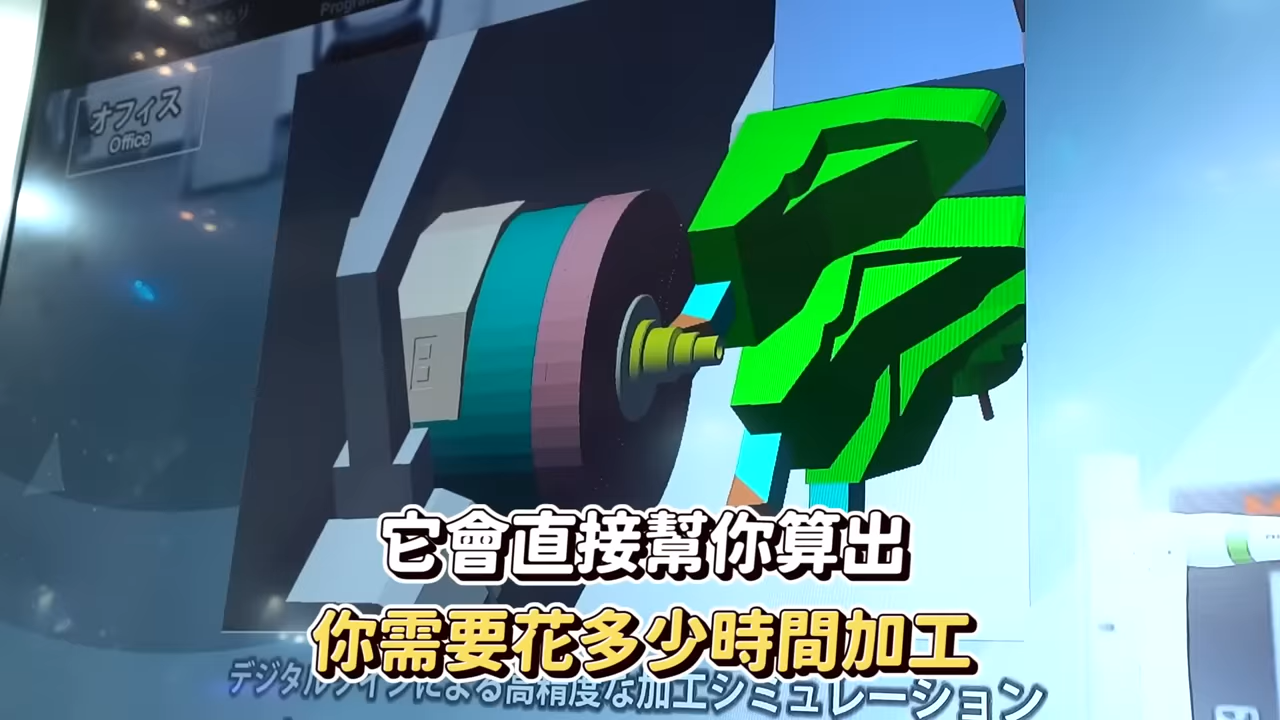 オフィス
Office
它會直接幫你算出
你需要花多少時間加工
デジタルツインによる高精度な加工シミュレーション